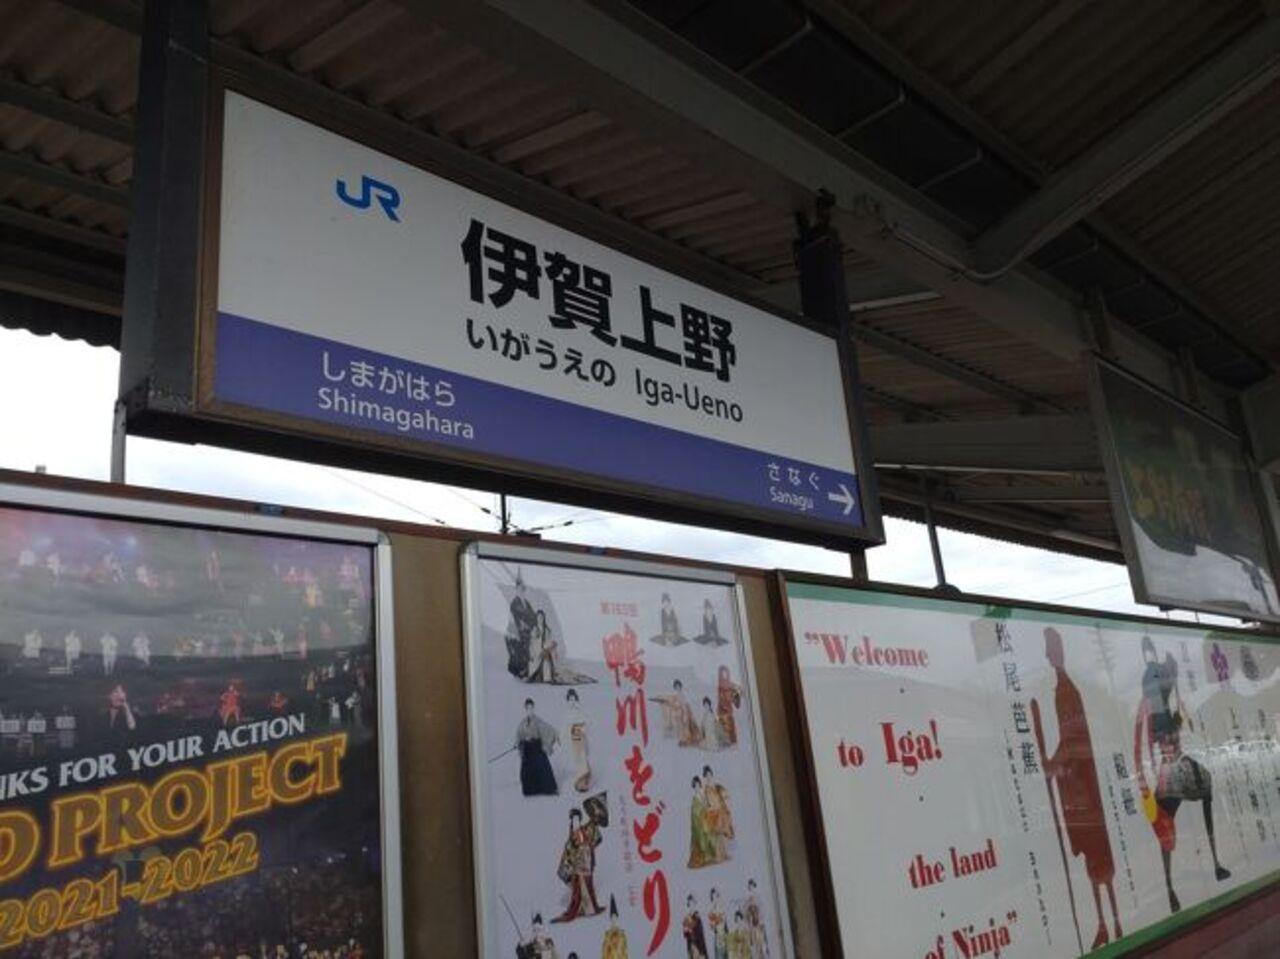 JR
伊賀上野
いがうえの Iga-Ueno
しまがはら
Shimagahara
さなぐ
Sanagu
NKS FOR YOUR ACTION
PROJECT
2021-2022
鴨川をどり
"Welcome
to Iga!
the land
of Ninja"
松尾芭蕉